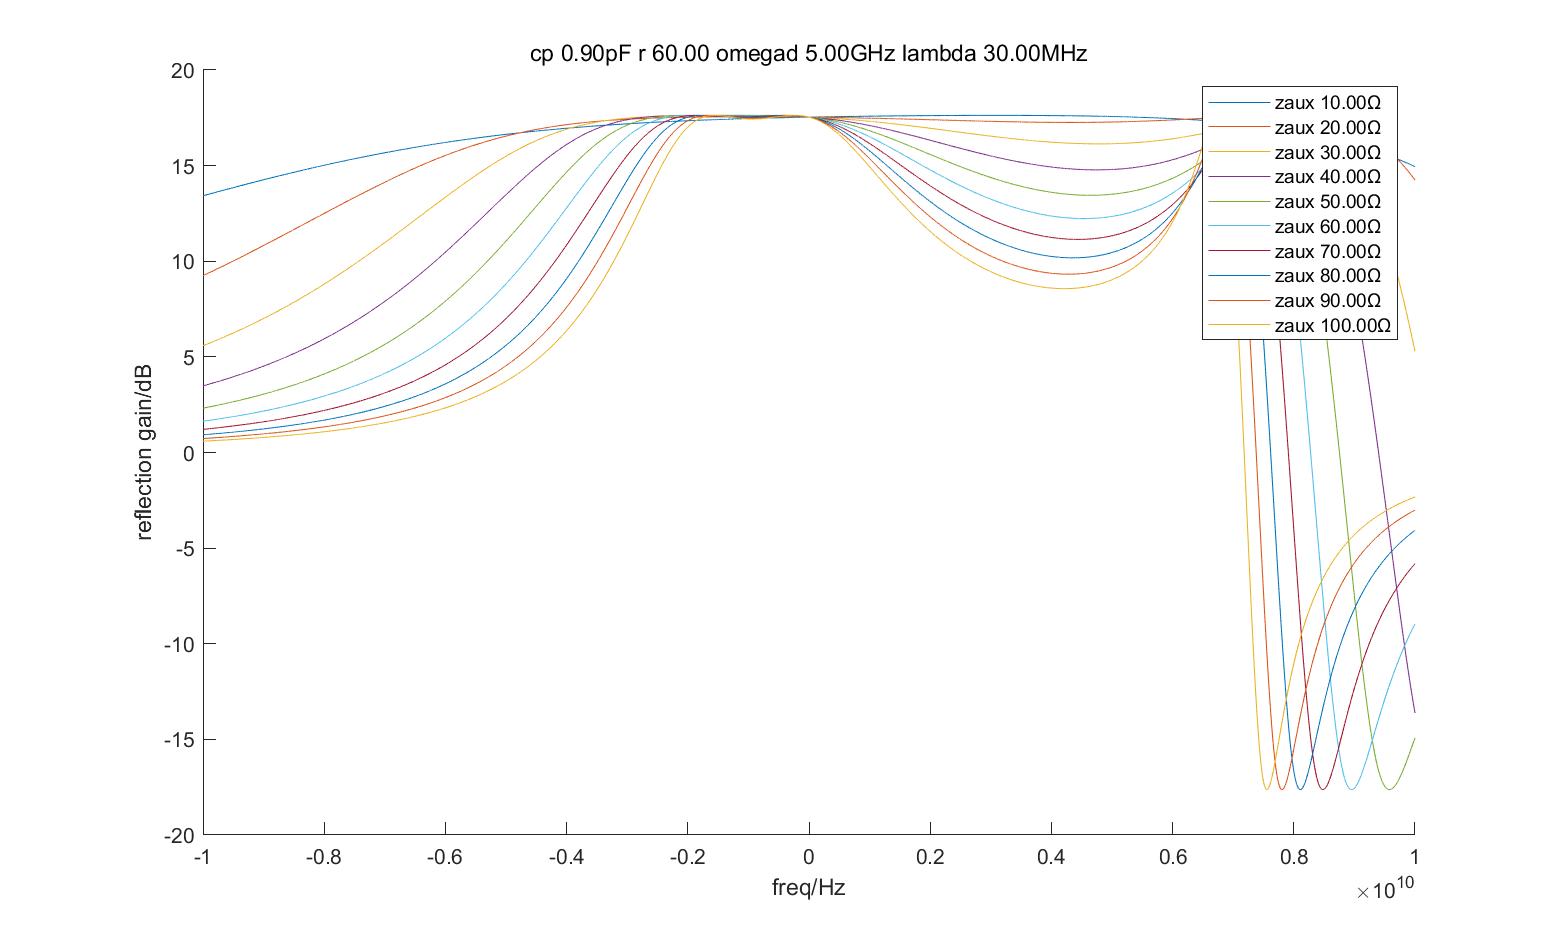 cp 0.90pF r 60.00 omegad 5.00GHz lambda 30.00MHz
20
15
10
5
0
-5
-10
-15
-20
reflection gain/dB
zaux 10.00Ω
zaux 20.00Ω
zaux 30.00Ω
zaux 40.00Ω
zaux 50.00Ω
zaux 60.00Ω
zaux 70.00Ω
zaux 80.00Ω
zaux 90.00Ω
zaux 100.00Ω
-1 -0.8 -0.6 -0.4 -0.2 0 0.2 0.4 0.6 0.8 1
freq/Hz
×10^10